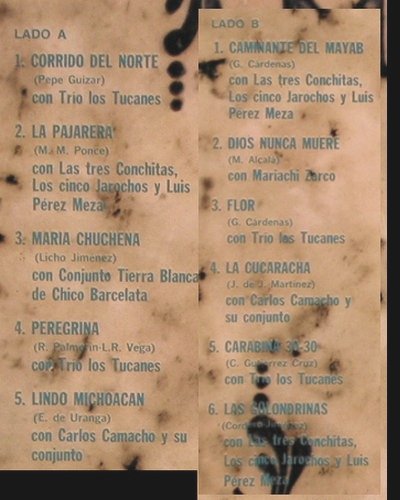 LADO A
1. CORRIDO DEL NORTE
(Pepe Guizar)
con Trio los Tucanes
2. LA PAJARERA
(M. M. Ponce)
con Las tres Conchitas,
Los cinco Jarochos y Luis
Pérez Meza
3. MARIA CHUCHENA
(Licho Jiménez)
con Conjunto Tierra Blanca
de Chico Barcelata
4. PEREGRINA
(R. Palmerin-L.R. Vega)
con Trio los Tucanes
5. LINDO MICHOACAN
(E. de Uranga)
con Carlos Camacho y su
conjunto
LADO B
1. CAMINANTE DEL MAYAB
(G. Cárdenas)
con Las tres Conchitas,
Los cinco Jarochos y Luis
Pérez Meza
2. DIOS NUNCA MUERE
(M. Alcalá)
con Mariachi Zarco
3. FLOR
(G. Cárdenas)
con Trio los Tucanes
4. LA CUCARACHA
(J. de J. Martinez)
con Carlos Camacho y
su conjunto
5. CARABINA 30-30
(C. Gutiérrez Cruz)
con Trio los Tucanes
6. LAS GOLONDRINAS
con Las tres Conchitas,
Los cinco Jarochos y Luis
Pérez Meza